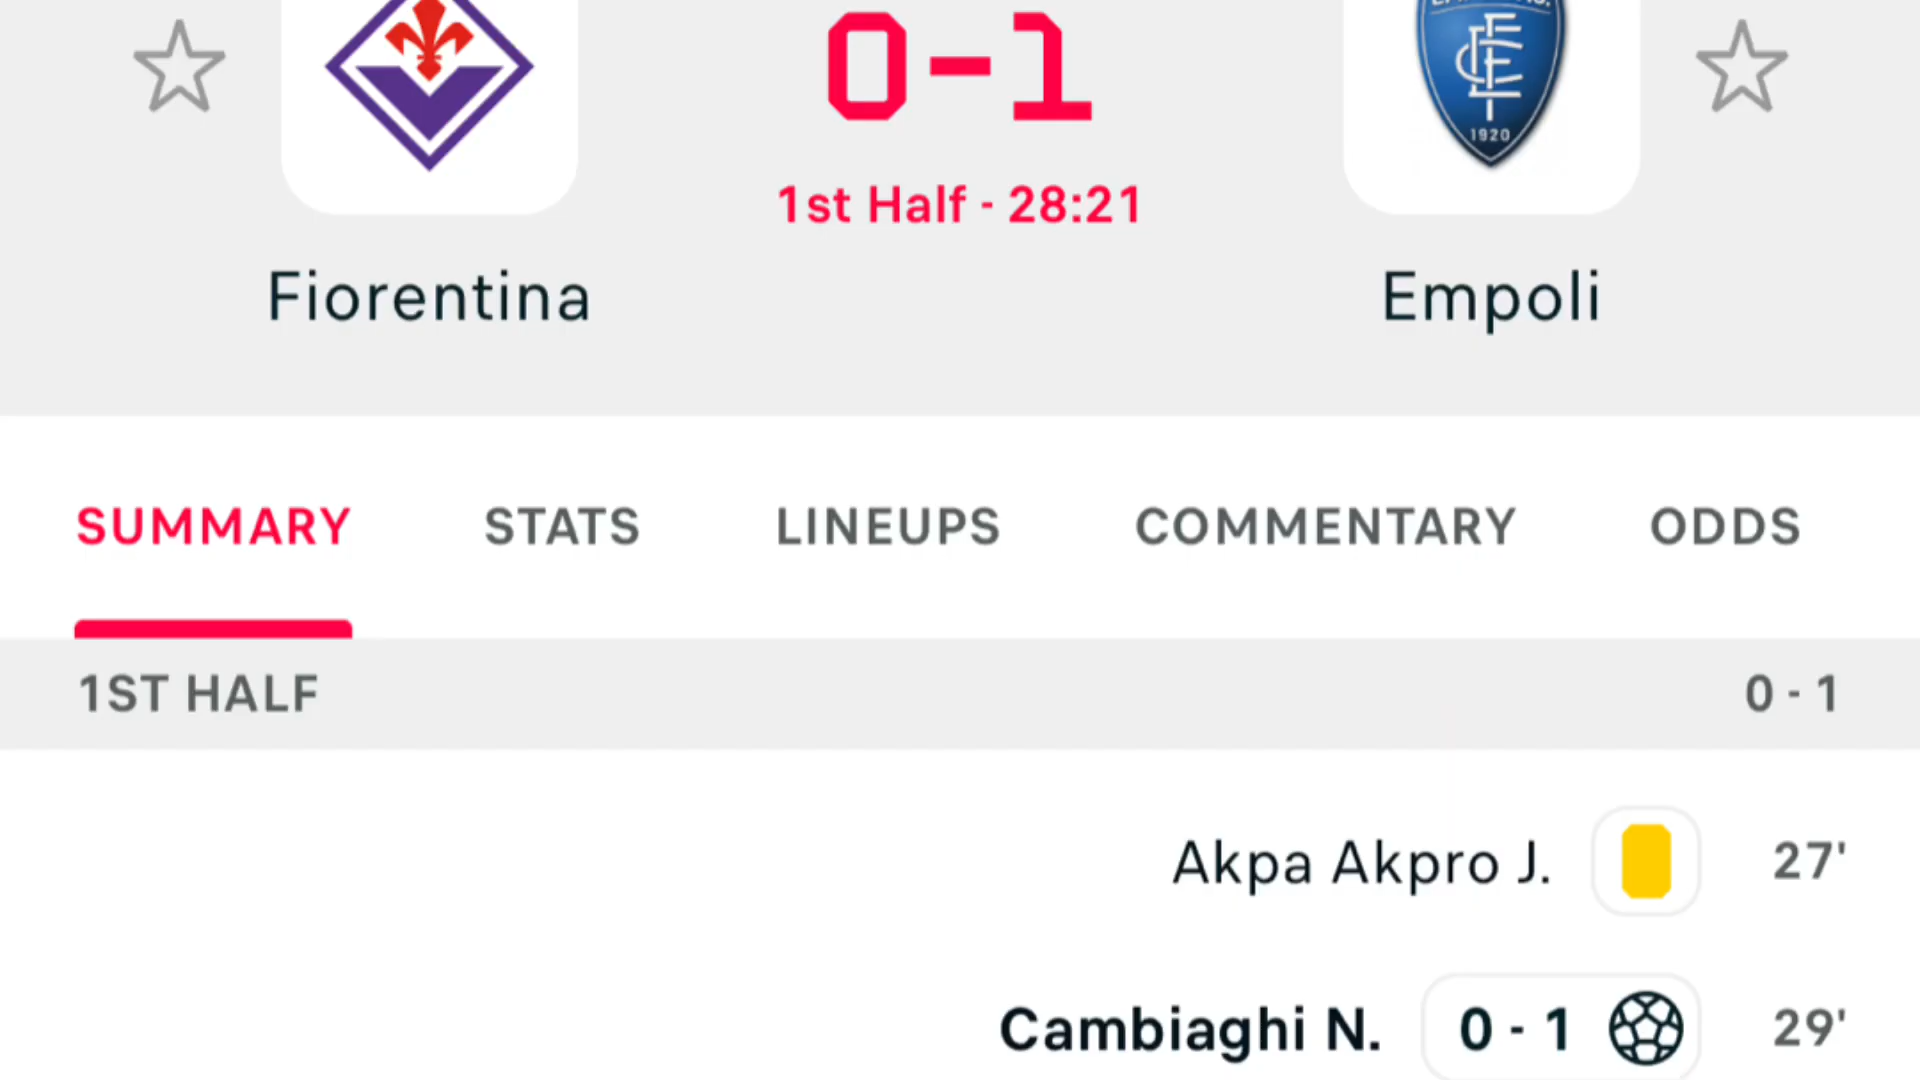 0-1
1920
1st Half - 28:21
Fiorentina
Empoli
SUMMARY STATS LINEUPS COMMENTARY ODDS
1ST HALF 0 - 1
Akpa Akpro J. 27'
Cambiaghi N. 0 - 1 29'